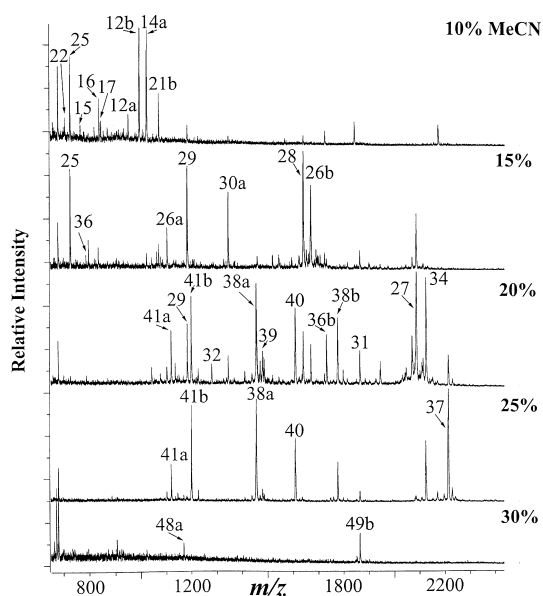 10% MeCN
12b 14a
25
22
16
17
15
12a
21b
15%
25
29
28
26b
30a
36
26a
20%
41b
38a
27
34
29
41a
40
38b
36b
39
32
31
25%
41b
38a
37
40
41a
30%
48a
49b
Relative Intensity
800 1200 1800 2200
m/z